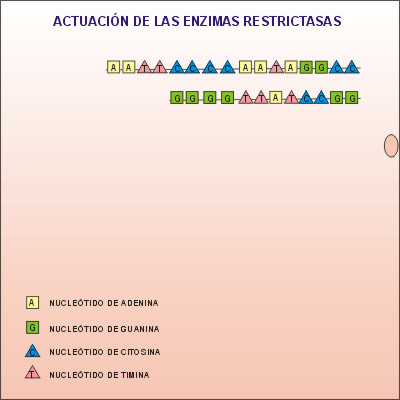 ACTUACIÓN DE LAS ENZIMAS RESTRICTASAS
A A T T C C C C A A T A G G C C
G G G G T T A T C C G G
A NUCLEÓTIDO DE ADENINA
G NUCLEÓTIDO DE GUANINA
C NUCLEÓTIDO DE CITOSINA
T NUCLEÓTIDO DE TIMINA